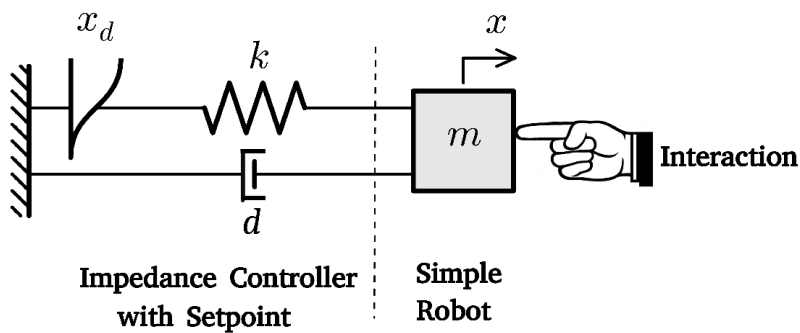 x_d
k
x
m
Interaction
d
Impedance Controller
with Setpoint
Simple
Robot